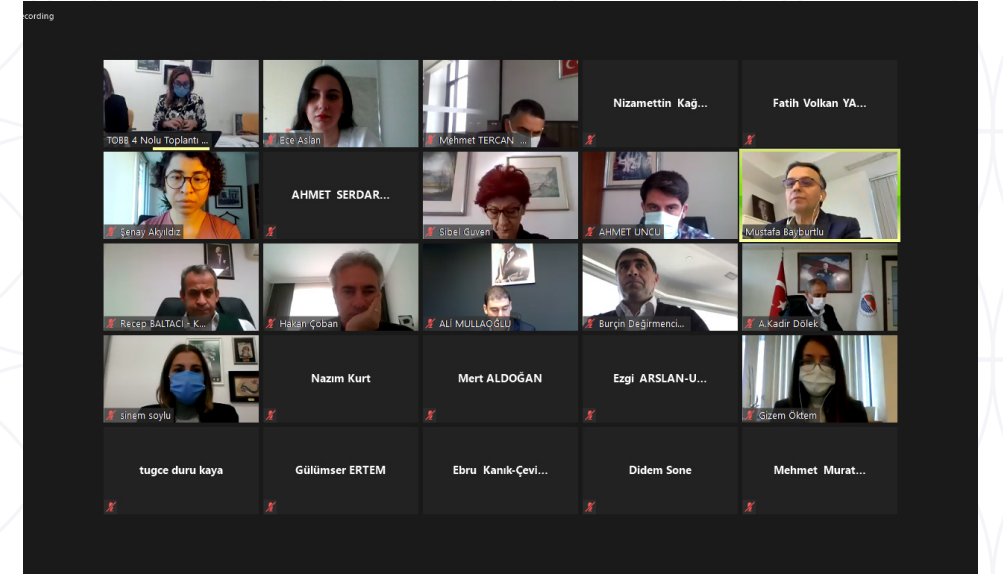 ecording
TOBB 4 Nolu Toplantı ...
Ece Aslan
Mehmet TERCAN ...
Nizamettin Kağ...
Fatih Volkan YA...
Şenay Akyıldız
AHMET SERDAR...
Sibel Güven
AHMET UNCU
Mustafa Bayburtlu
Recep BALTACI - K...
Hakan Çoban
ALİ MULLAOĞLU
Burçin Değirmenci...
A.Kadir Dölek
sinem soylu
Nazım Kurt
Mert ALDOĞAN
Ezgi ARSLAN-U...
Gizem Öktem
tugce duru kaya
Gülümser ERTEM
Ebru Kanık-Çevi...
Didem Sone
Mehmet Murat...